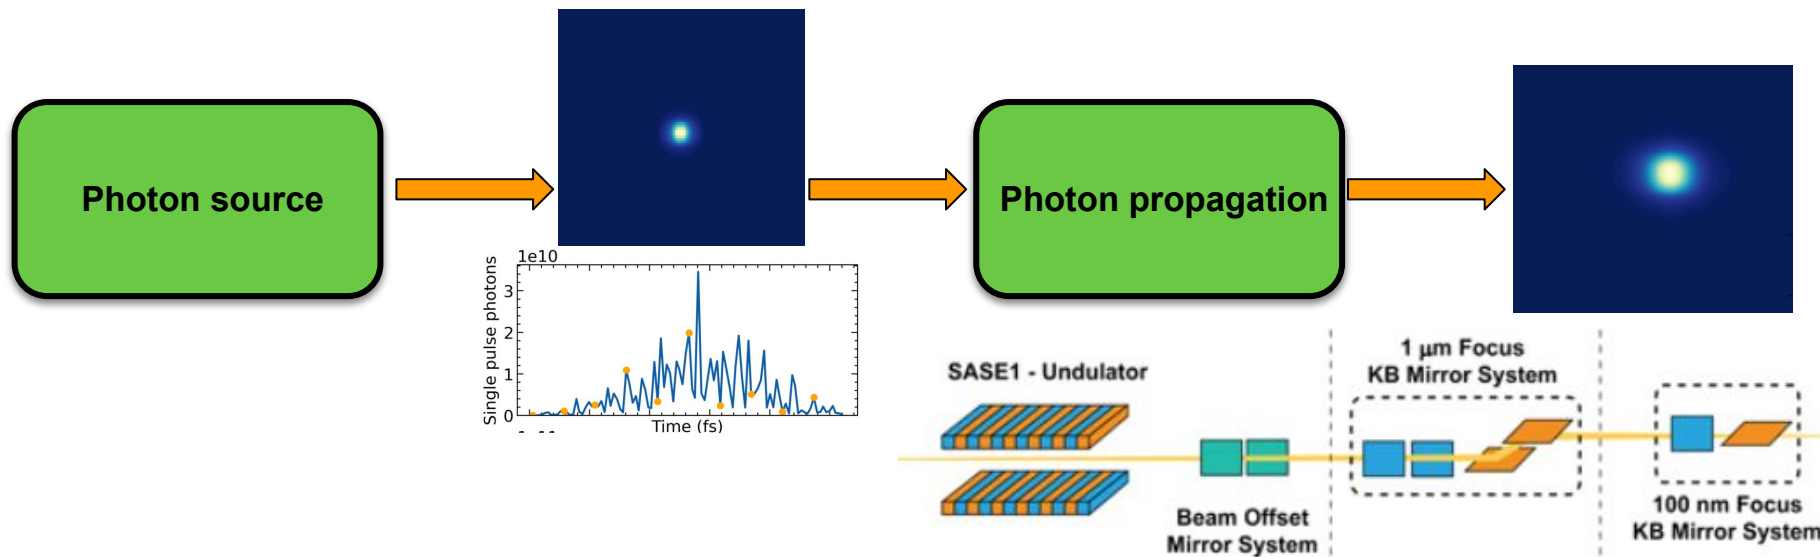 Photon source
Photon propagation
1e10
Single pulse photons
3
2
1
0
Time (fs)
SASE1 - Undulator
Beam Offset
Mirror System
1 μm Focus
KB Mirror System
100 nm Focus
KB Mirror System